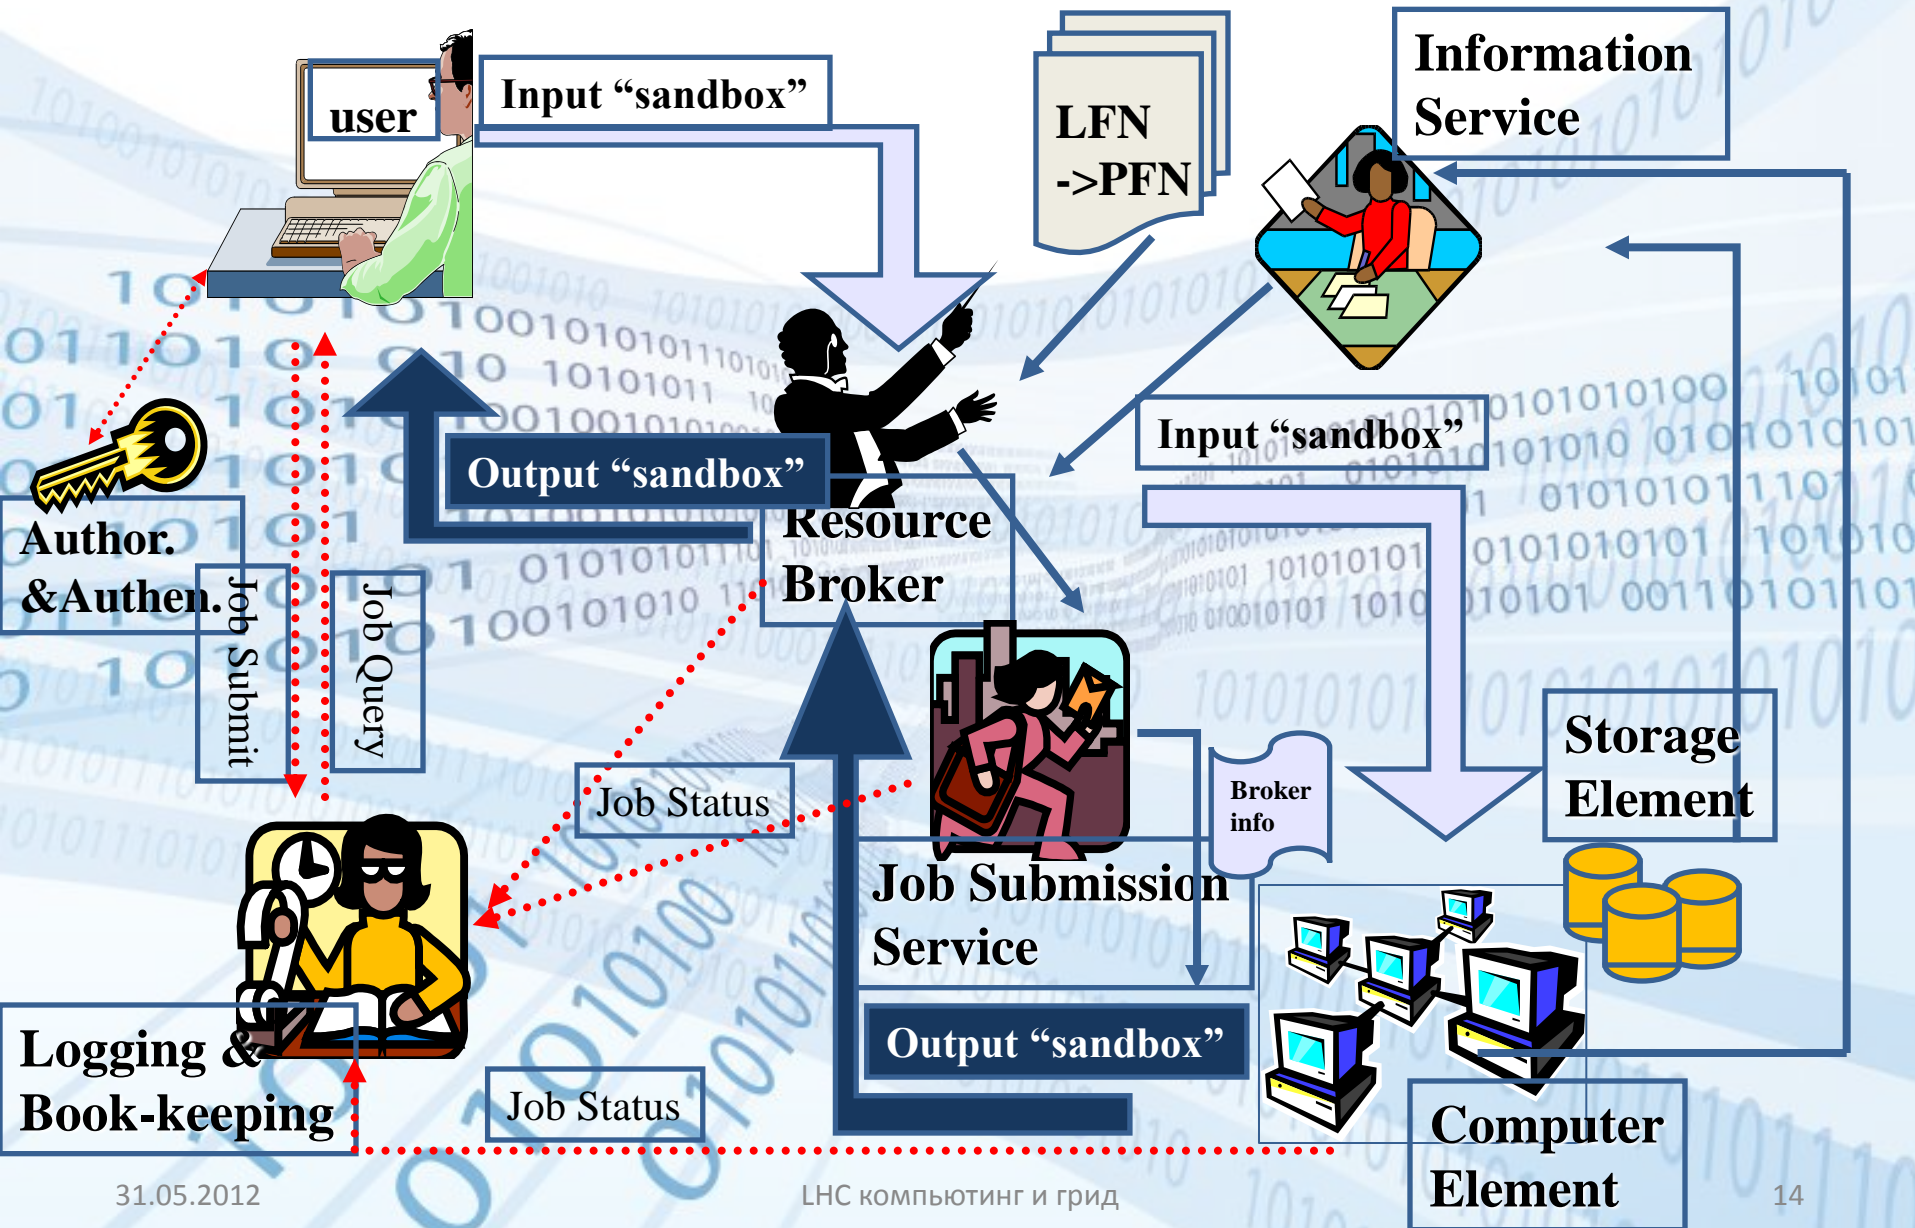 user
Input “sandbox”
LFN
->PFN
Information
Service
Input “sandbox”
Output “sandbox”
Resource
Broker
Author.
&Authen.
Job Submit
Job Query
Storage
Element
Job Status
Broker
info
Job Submission
Service
Output “sandbox”
Logging &
Book-keeping
Job Status
Computer
Element
31.05.2012
LHC компьютинг и грид
14